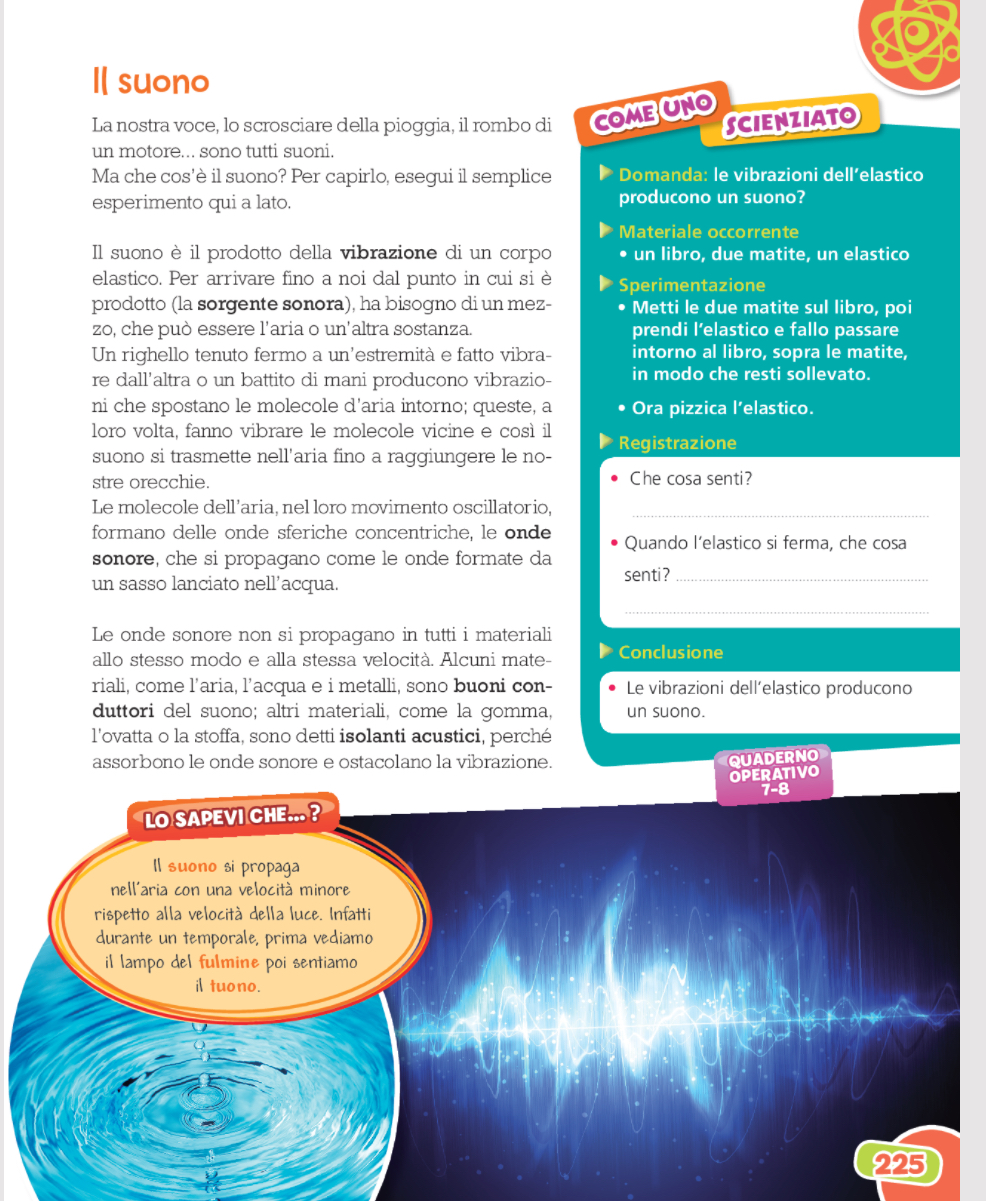 Il suono
La nostra voce, lo scrosciare della pioggia, il rombo di
un motore... sono tutti suoni.
Ma che cos'è il suono? Per capirlo, esegui il semplice
esperimento qui a lato.
Il suono è il prodotto della vibrazione di un corpo
elastico. Per arrivare fino a noi dal punto in cui si è
prodotto (la sorgente sonora), ha bisogno di un mez-
zo, che può essere l'aria o un'altra sostanza.
Un righello tenuto fermo a un'estremità e fatto vibra-
re dall'altra o un battito di mani producono vibrazio-
ni che spostano le molecole d'aria intorno; queste, a
loro volta, fanno vibrare le molecole vicine e così il
suono si trasmette nell'aria fino a raggiungere le no-
stre orecchie.
Le molecole dell'aria, nel loro movimento oscillatorio,
formano delle onde sferiche concentriche, le onde
sonore, che si propagano come le onde formate da
un sasso lanciato nell'acqua.
Le onde sonore non si propagano in tutti i materiali
allo stesso modo e alla stessa velocità. Alcuni mate-
riali, come l'aria, l'acqua e i metalli, sono buoni con-
duttori del suono; altri materiali, come la gomma,
l'ovatta o la stoffa, sono detti isolanti acustici, perché
assorbono le onde sonore e ostacolano la vibrazione.
COME UNO SCIENZIATO
Domanda: le vibrazioni dell'elastico
producono un suono?
Materiale occorrente
• un libro, due matite, un elastico
Sperimentazione
• Metti le due matite sul libro, poi
prendi l'elastico e fallo passare
intorno al libro, sopra le matite,
in modo che resti sollevato.
• Ora pizzica l'elastico.
Registrazione
• Che cosa senti?
• Quando l'elastico si ferma, che cosa
senti?
Conclusione
• Le vibrazioni dell'elastico producono
un suono.
QUADERNO
OPERATIVO
7-8
LO SAPEVI CHE...?
Il suono si propaga
nell'aria con una velocità minore
rispetto alla velocità della luce. Infatti
durante un temporale, prima vediamo
il lampo del fulmine poi sentiamo
il tuono.
225